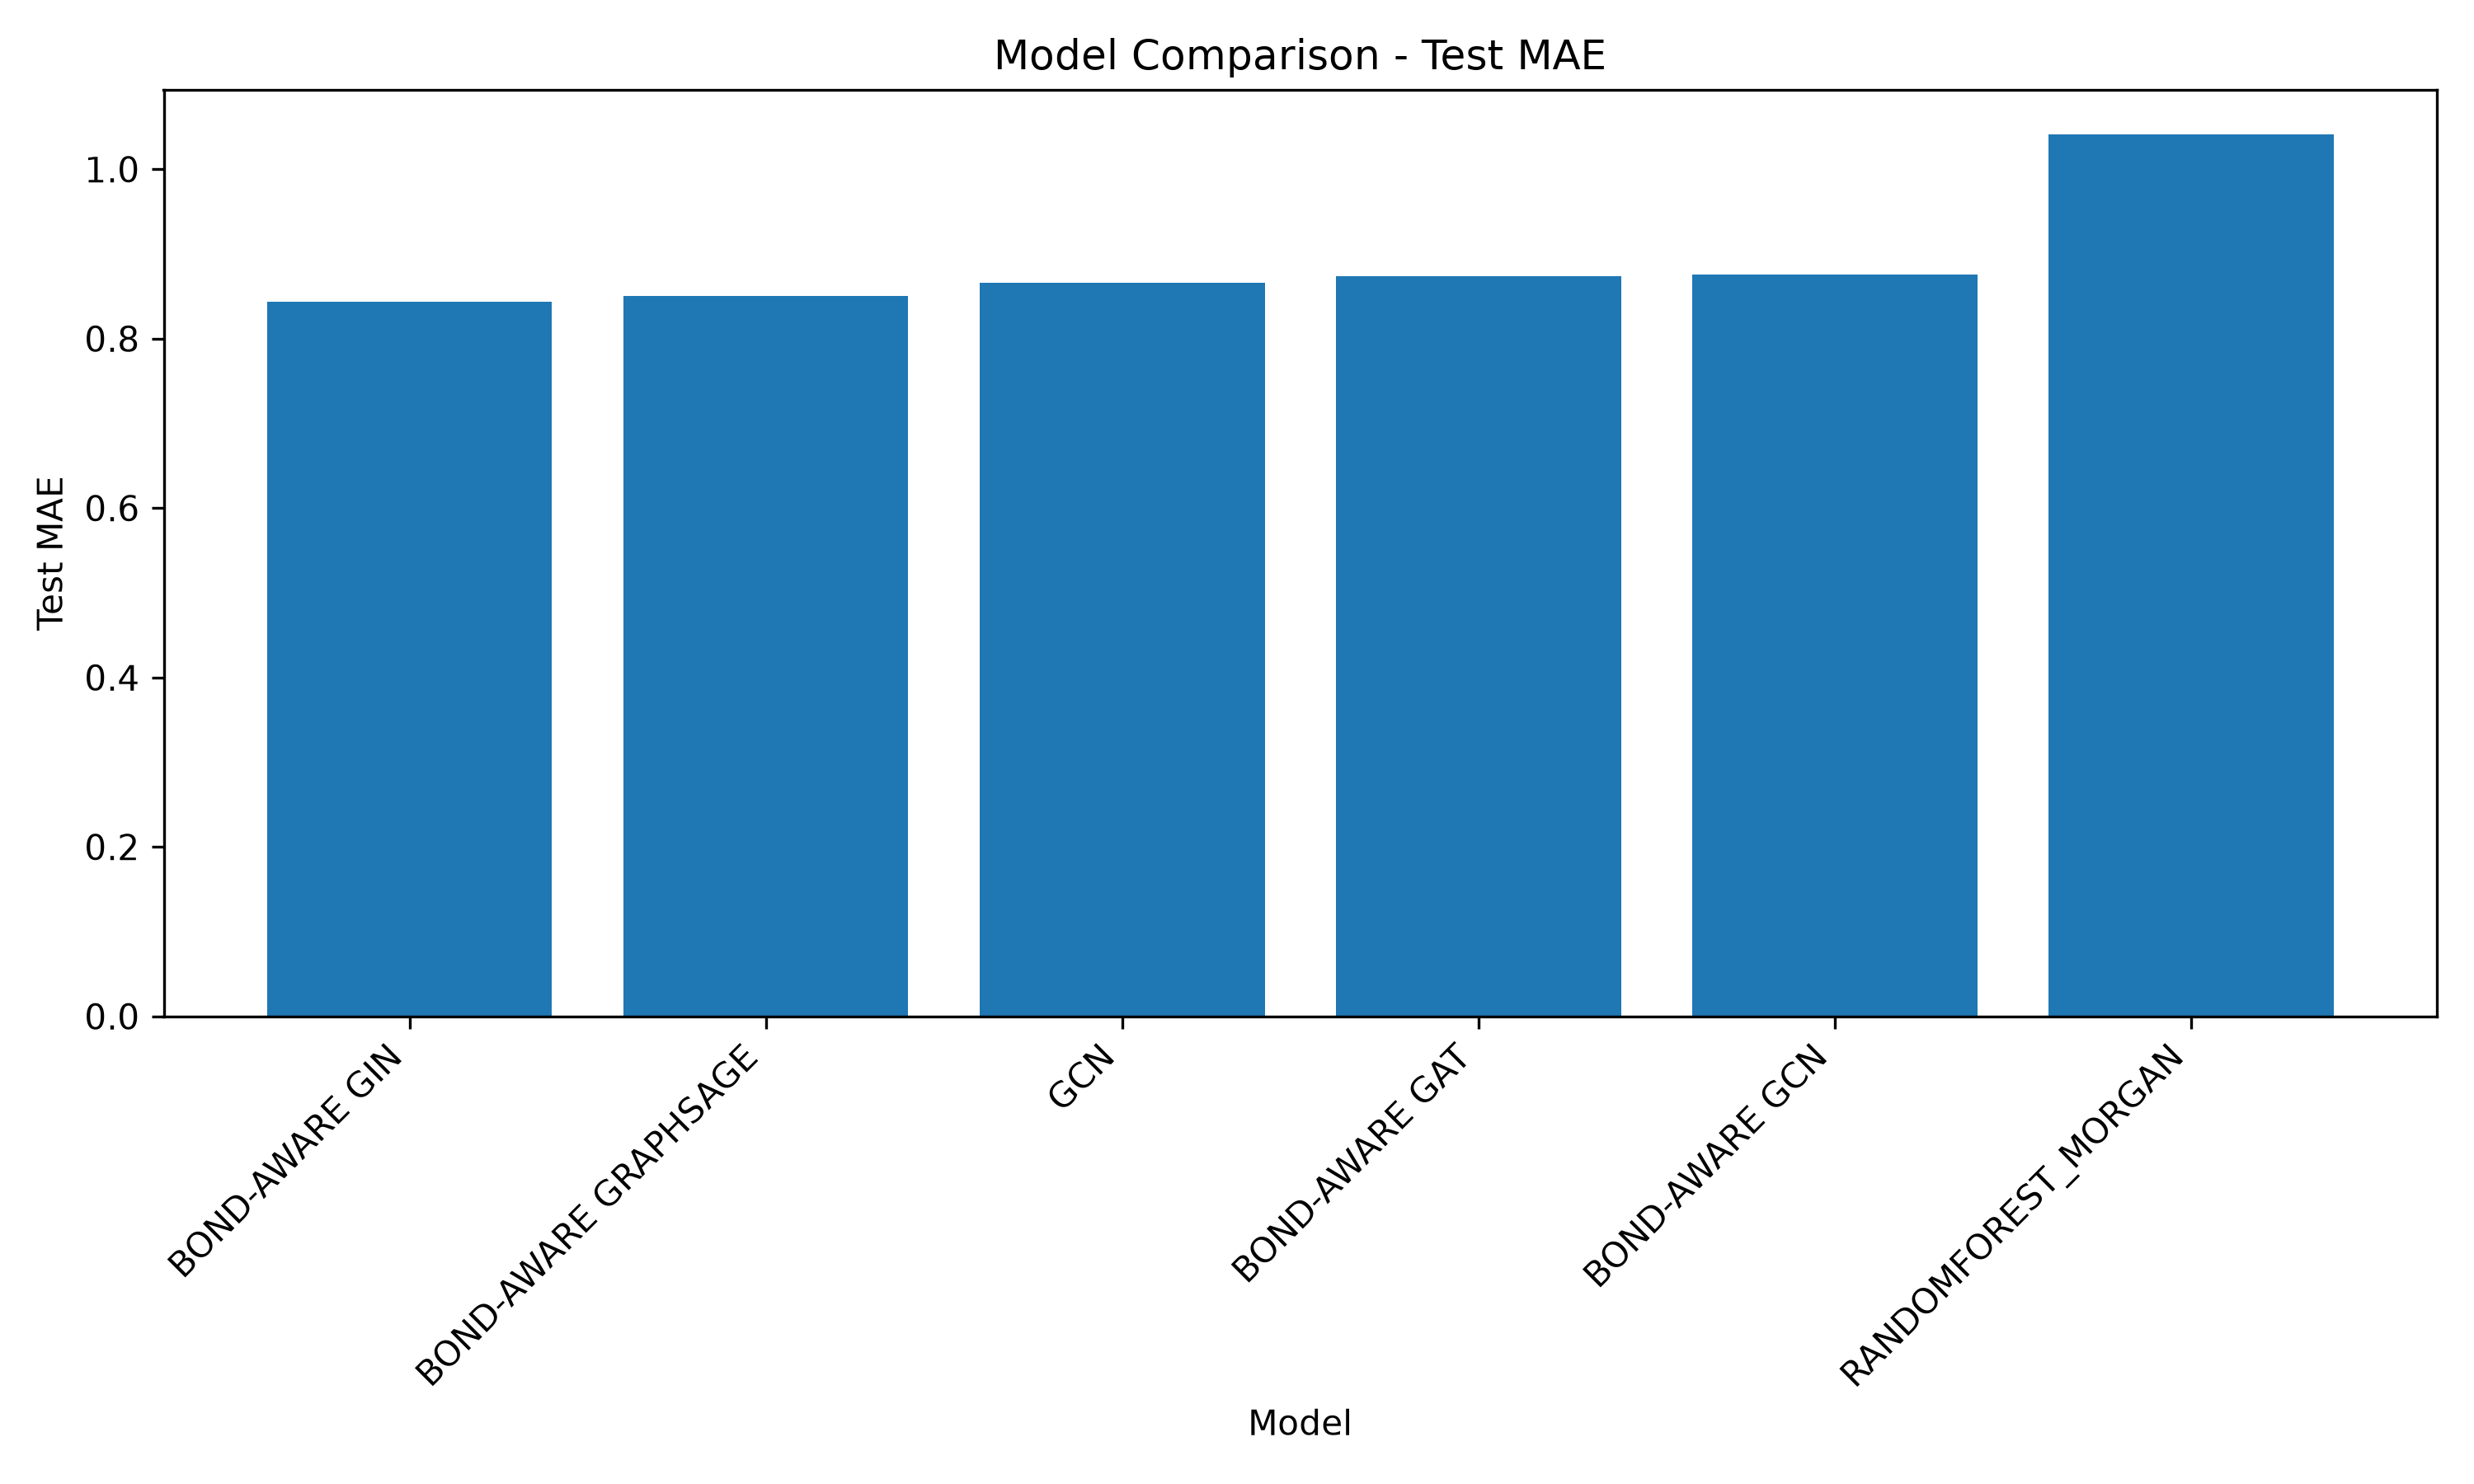 Model Comparison - Test MAE
Test MAE
1.0
0.8
0.6
0.4
0.2
0.0
BOND-AWARE GIN
BOND-AWARE GRAPHSAGE
GCN
BOND-AWARE GAT
BOND-AWARE GCN
RANDOMFOREST_MORGAN
Model